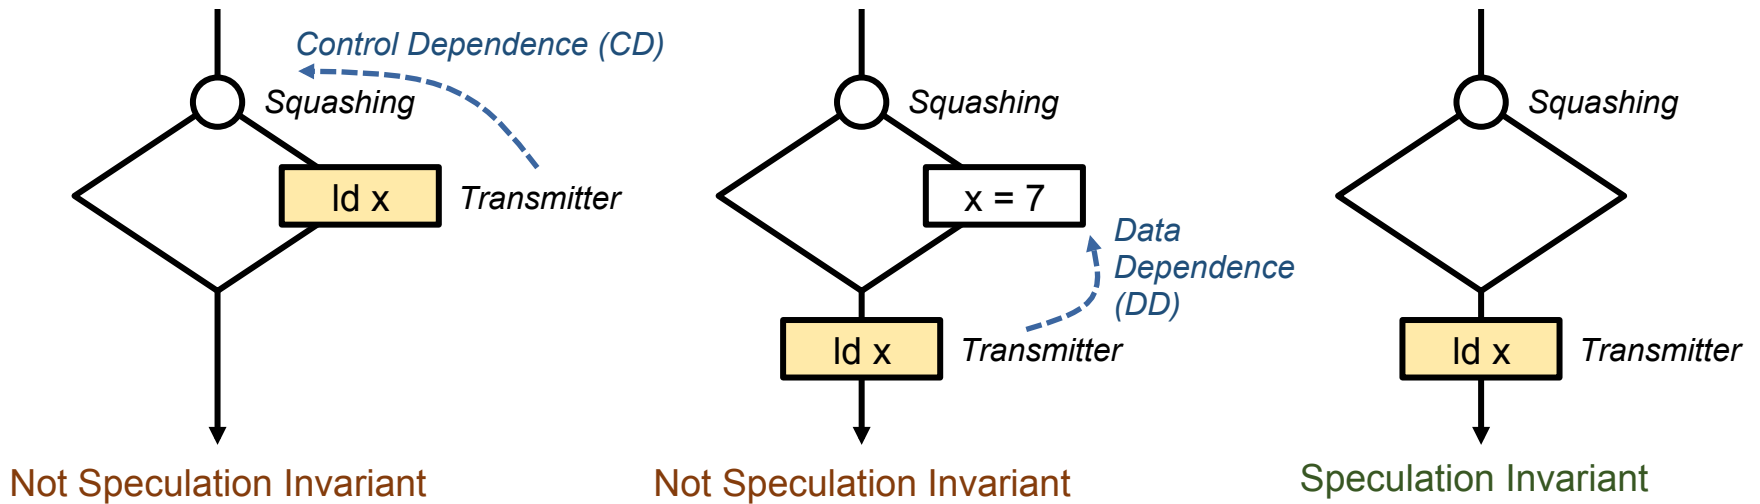 Control Dependence (CD)
Squashing
ld x
Transmitter
Not Speculation Invariant
Squashing
x = 7
Data
Dependence
(DD)
ld x
Transmitter
Not Speculation Invariant
Squashing
ld x
Transmitter
Speculation Invariant